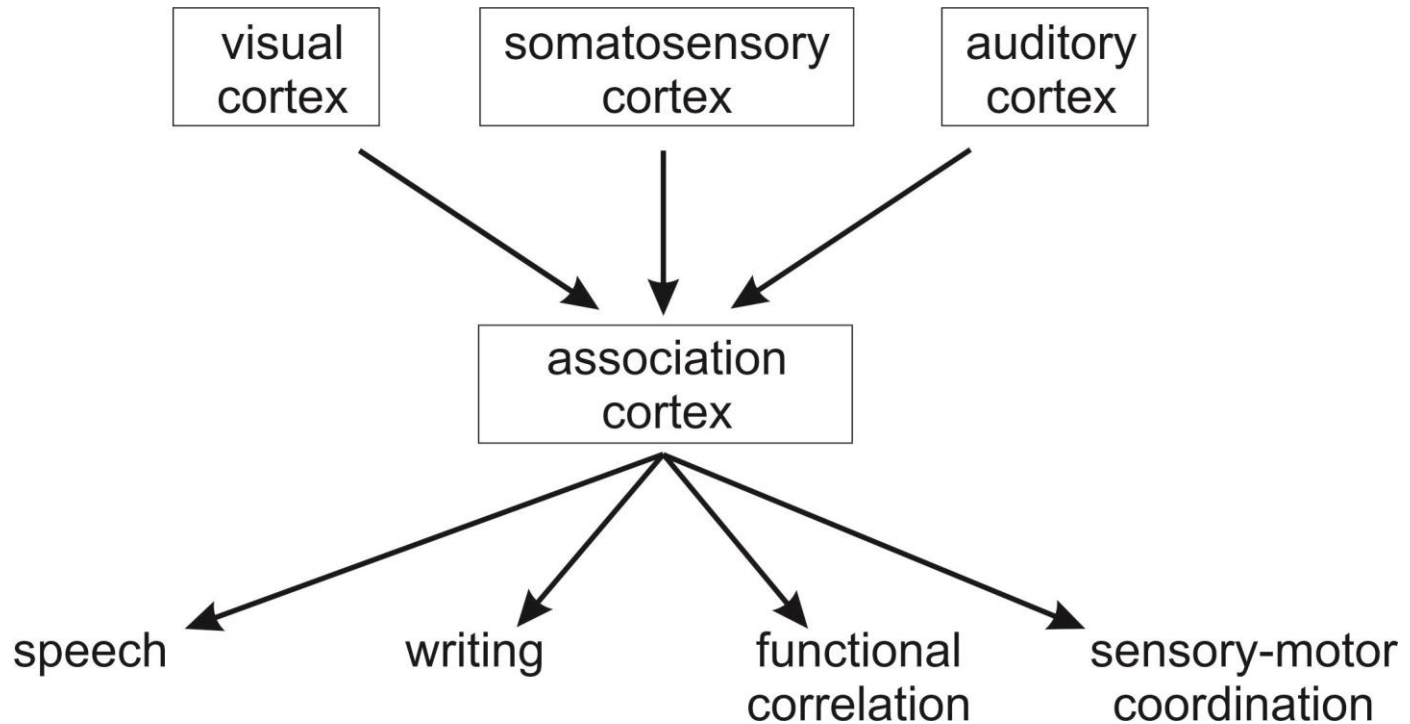 visual
cortex
somatosensory
cortex
auditory
cortex
association
cortex
speech
writing
functional
correlation
sensory-motor
coordination